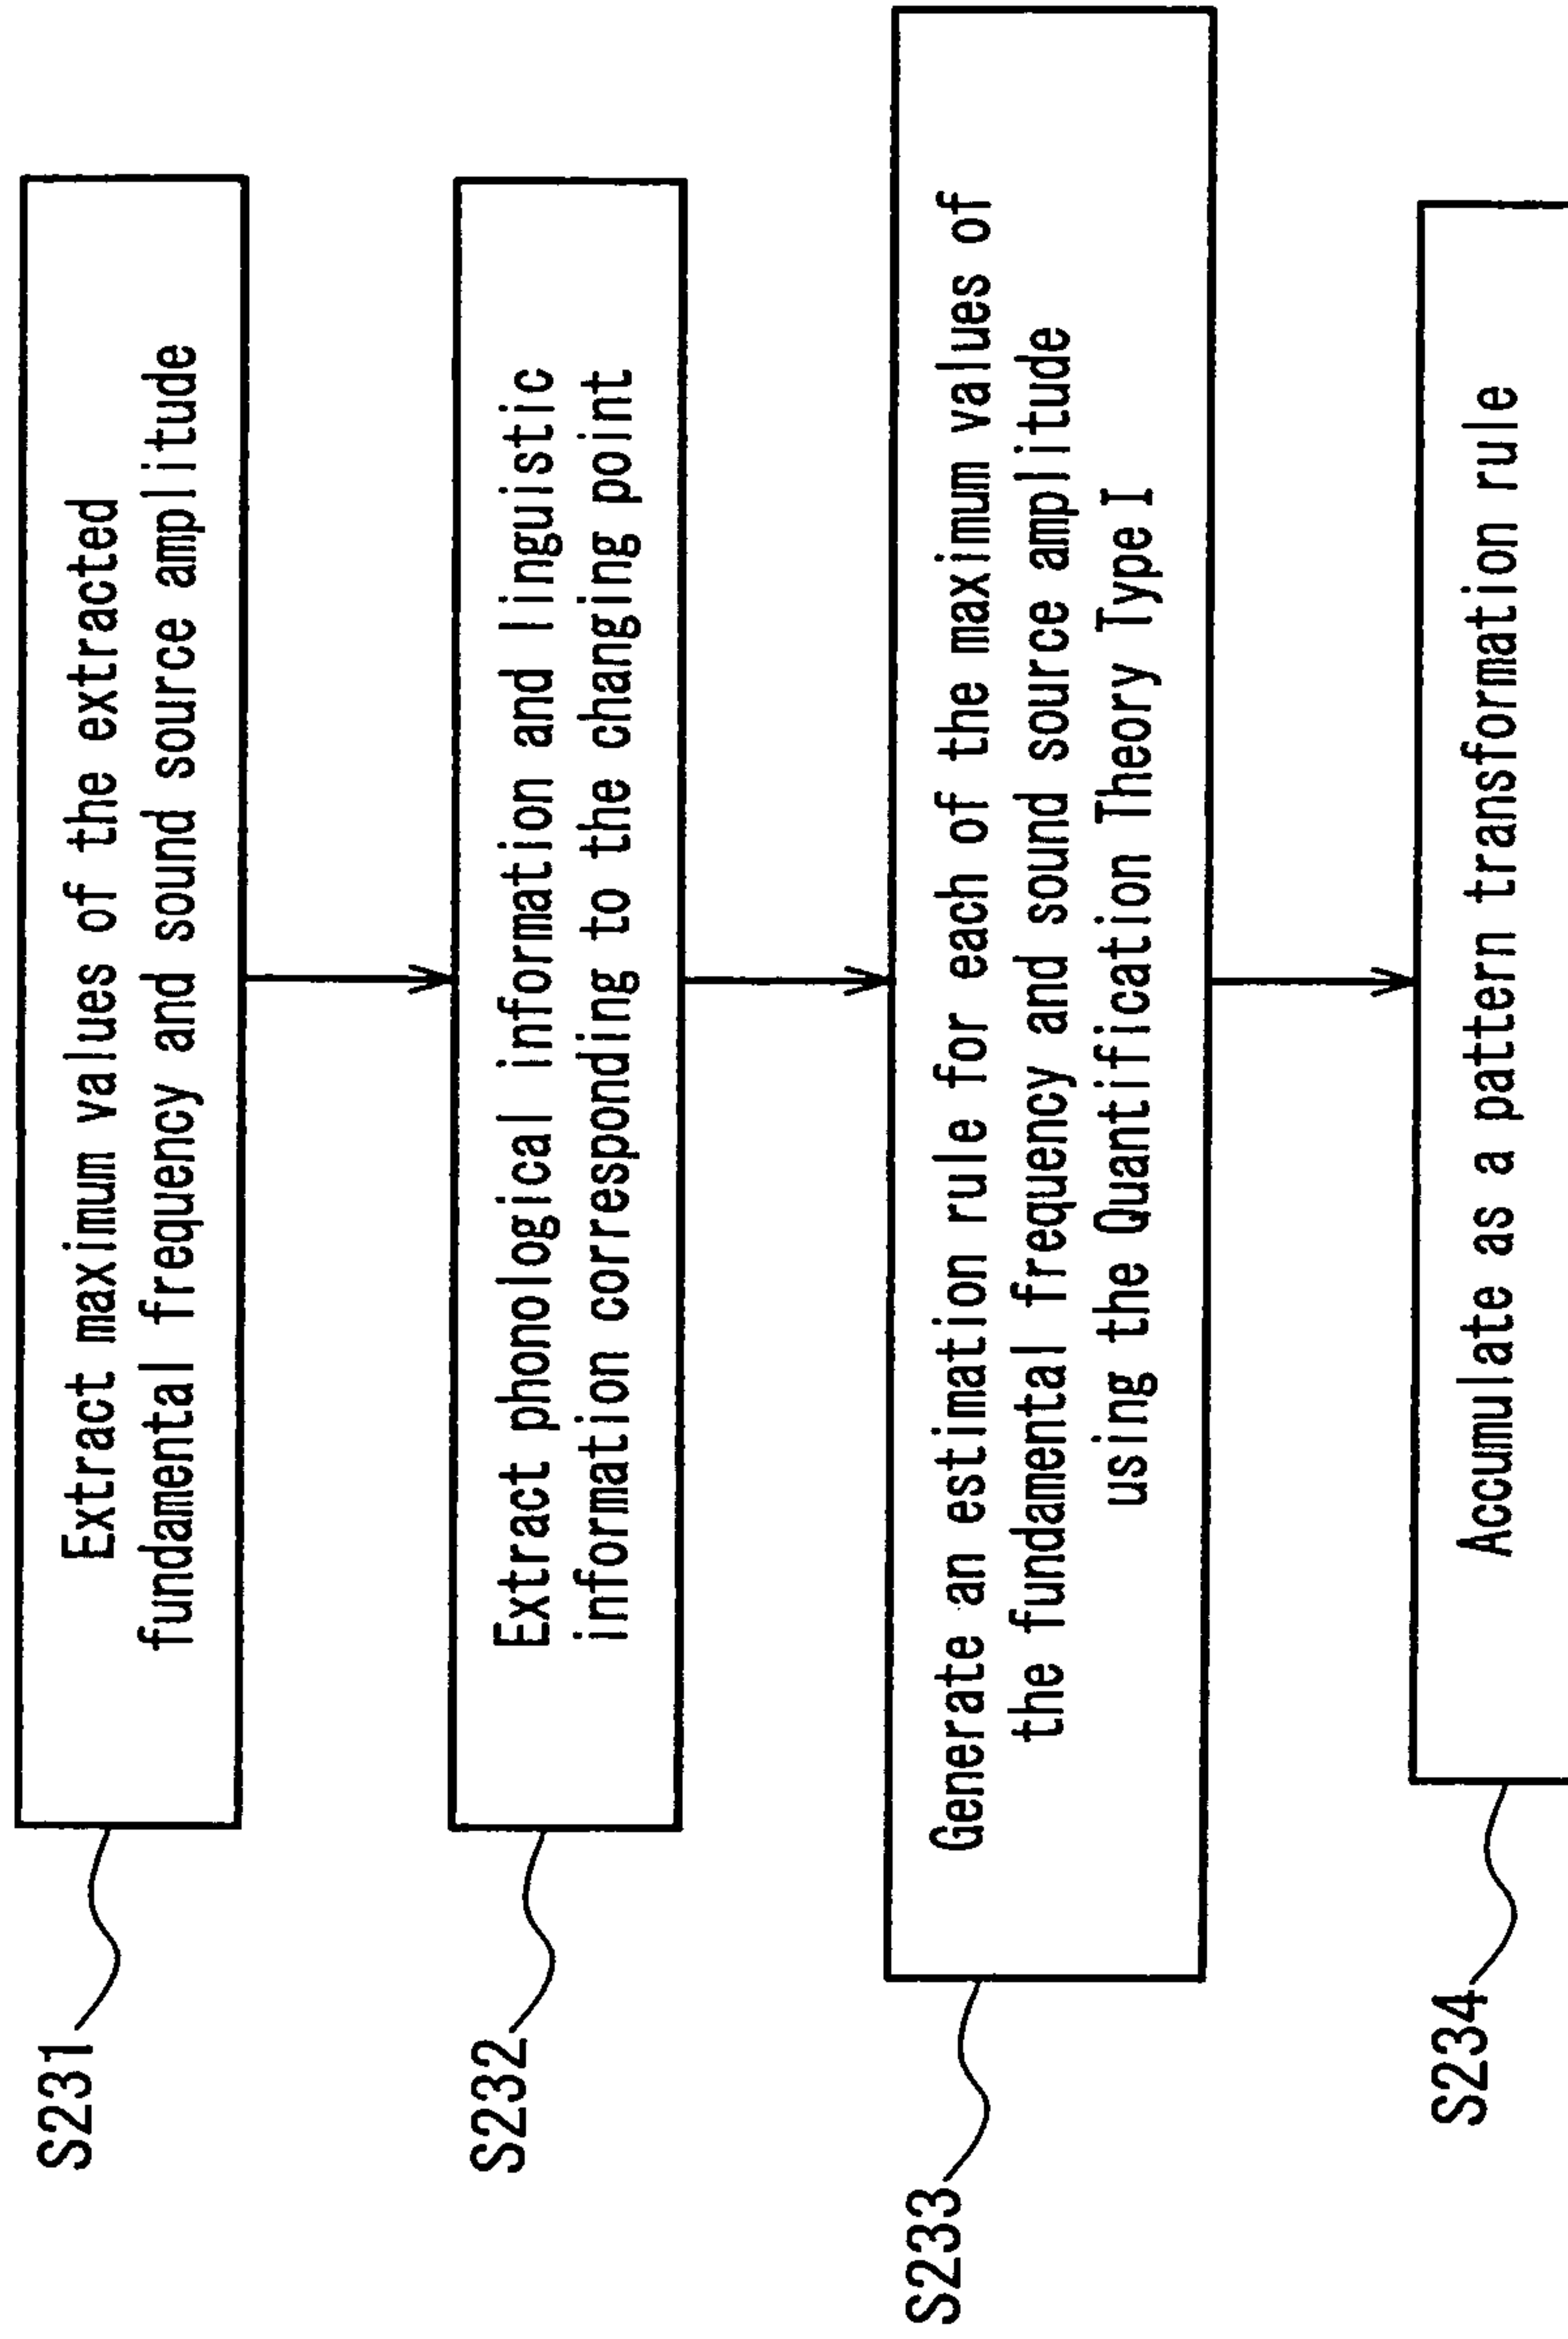 S231
Extract maximum values of the extracted
fundamental frequency and sound source amplitude
S232
Extract phonological information and linguistic
information corresponding to the changing point
S233
Generate an estimation rule for each of the maximum values of
the fundamental frequency and sound source amplitude
using the Quantification Theory Type I
S234
Accumulate as a pattern transformation rule